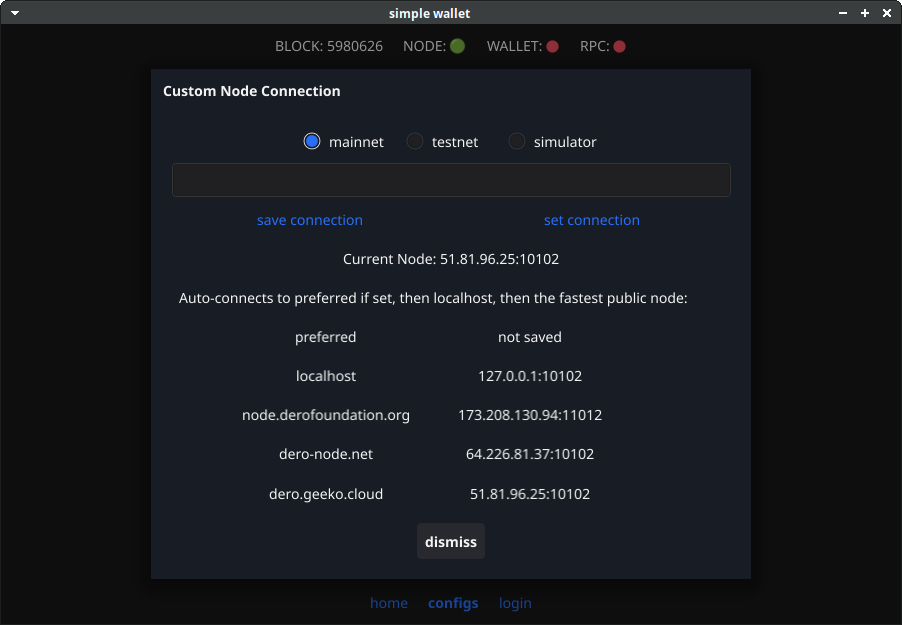 simple wallet
BLOCK: 5980626 NODE: WALLET: RPC:
Custom Node Connection
mainnet testnet simulator
save connection set connection
Current Node: 51.81.96.25:10102
Auto-connects to preferred if set, then localhost, then the fastest public node:
preferred not saved
localhost 127.0.0.1:10102
node.derofoundation.org 173.208.130.94:11012
dero-node.net 64.226.81.37:10102
dero.geeko.cloud 51.81.96.25:10102
dismiss
home configs login